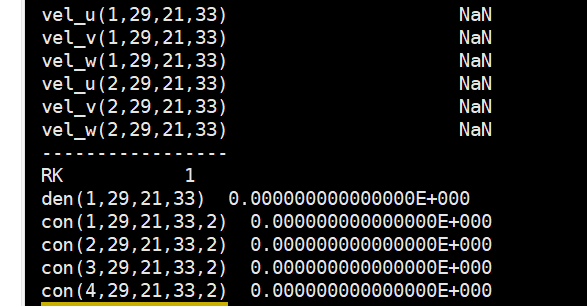 vel_u(1,29,21,33) NaN
vel_v(1,29,21,33) NaN
vel_w(1,29,21,33) NaN
vel_u(2,29,21,33) NaN
vel_v(2,29,21,33) NaN
vel_w(2,29,21,33) NaN
-----------------
RK 1
den(1,29,21,33) 0.000000000000000E+000
con(1,29,21,33,2) 0.000000000000000E+000
con(2,29,21,33,2) 0.000000000000000E+000
con(3,29,21,33,2) 0.000000000000000E+000
con(4,29,21,33,2) 0.000000000000000E+000